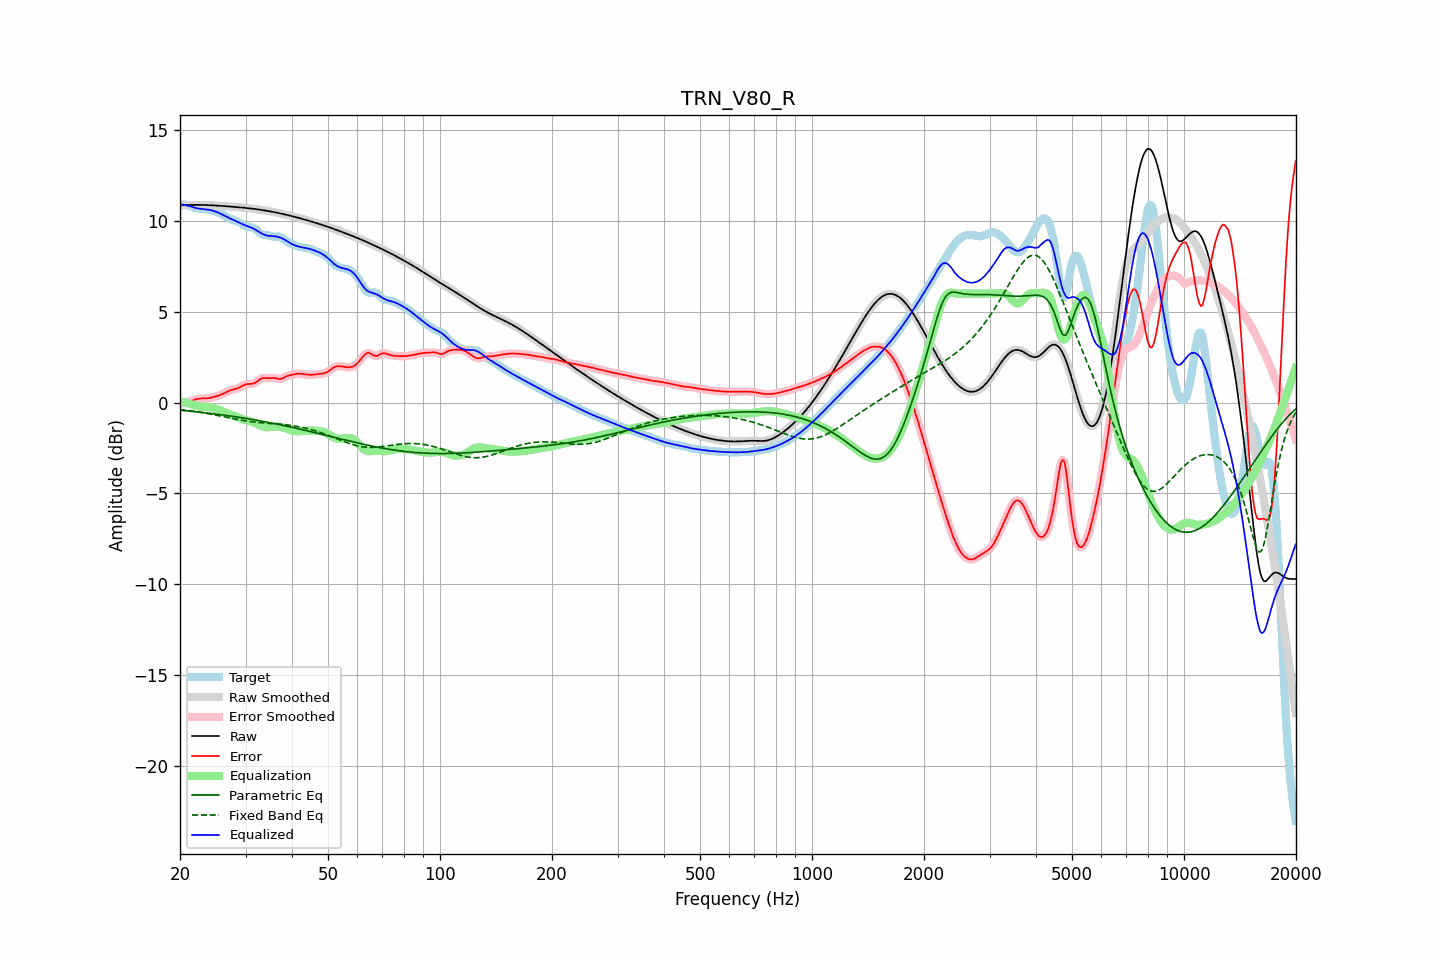 TRN_V80_R
Amplitude (dBr)
15
10
5
0
−5
−10
−15
−20
Target
Raw Smoothed
Error Smoothed
Raw
Error
Equalization
Parametric Eq
Fixed Band Eq
Equalized
20 50 100 200 500 1000 2000 5000 10000 20000
Frequency (Hz)